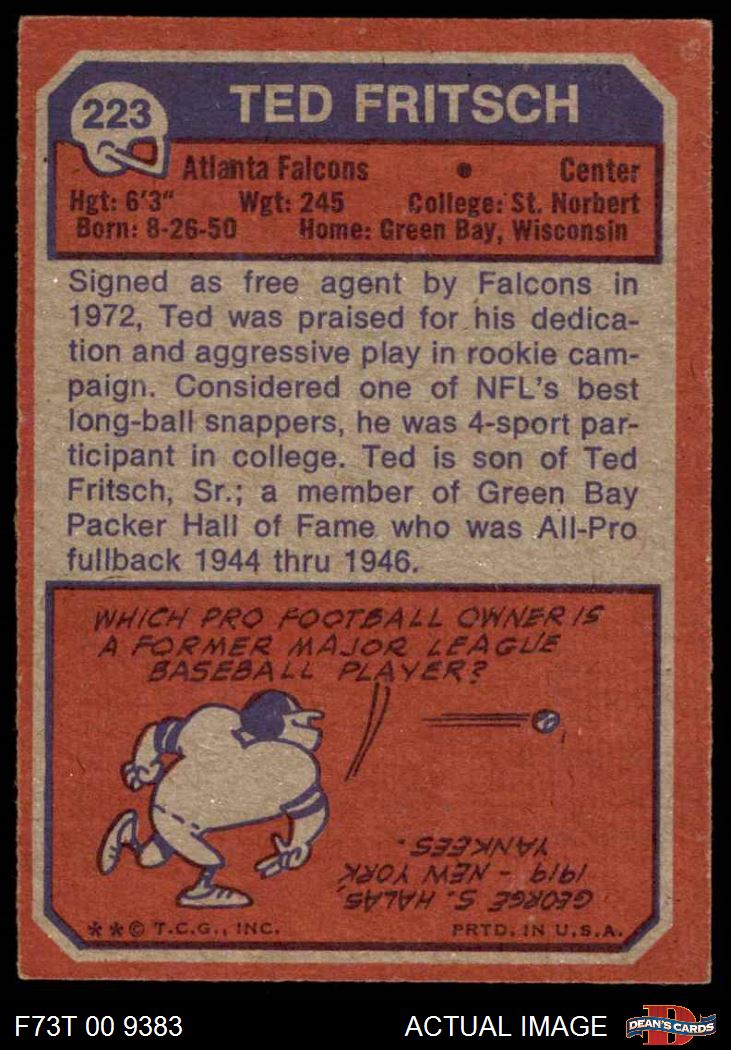 223
TED FRITSCH
Atlanta Falcons • Center
Hgt: 6'3" Wgt: 245 College: St. Norbert
Born: 8-26-50 Home: Green Bay, Wisconsin
Signed as free agent by Falcons in
1972, Ted was praised for his dedica-
tion and aggressive play in rookie cam-
paign. Considered one of NFL's best
long-ball snappers, he was 4-sport par-
ticipant in college. Ted is son of Ted
Fritsch, Sr.; a member of Green Bay
Packer Hall of Fame who was All-Pro
fullback 1944 thru 1946.
WHICH PRO FOOTBALL OWNER IS
A FORMER MAJOR LEAGUE
BASEBALL PLAYER?
GEORGE S. HALAS,
1919 - NEW YORK
YANKEES.
**© T.C.G., INC. PRTD. IN U.S.A.
F73T 00 9383 ACTUAL IMAGE
D
DEAN'S CARDS